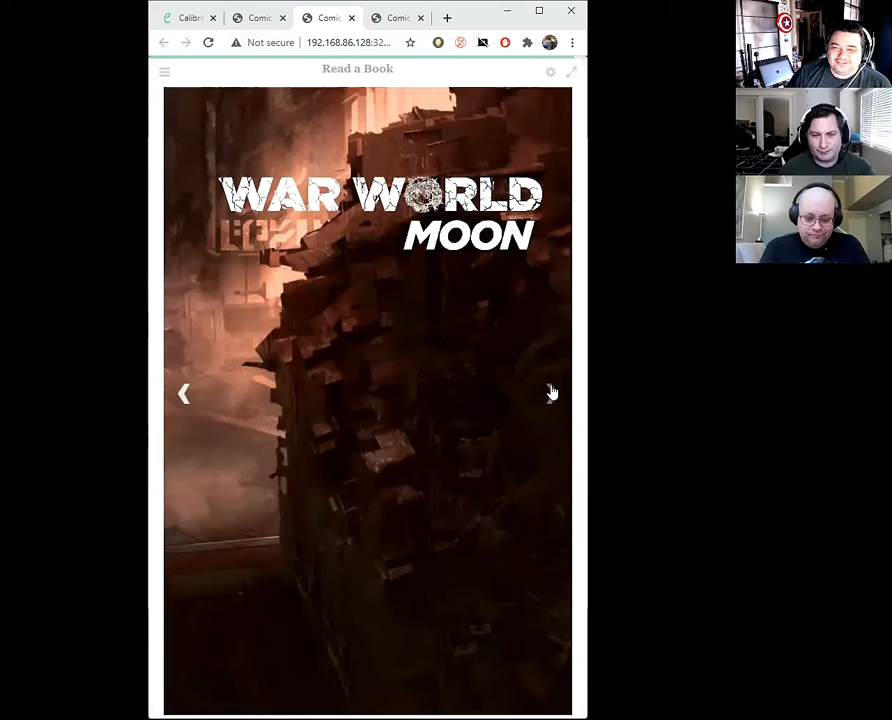 Calibre
Comic
Comic
Comic
Not secure
192.168.86.128:32...
Read a Book
WAR WORLD
MOON